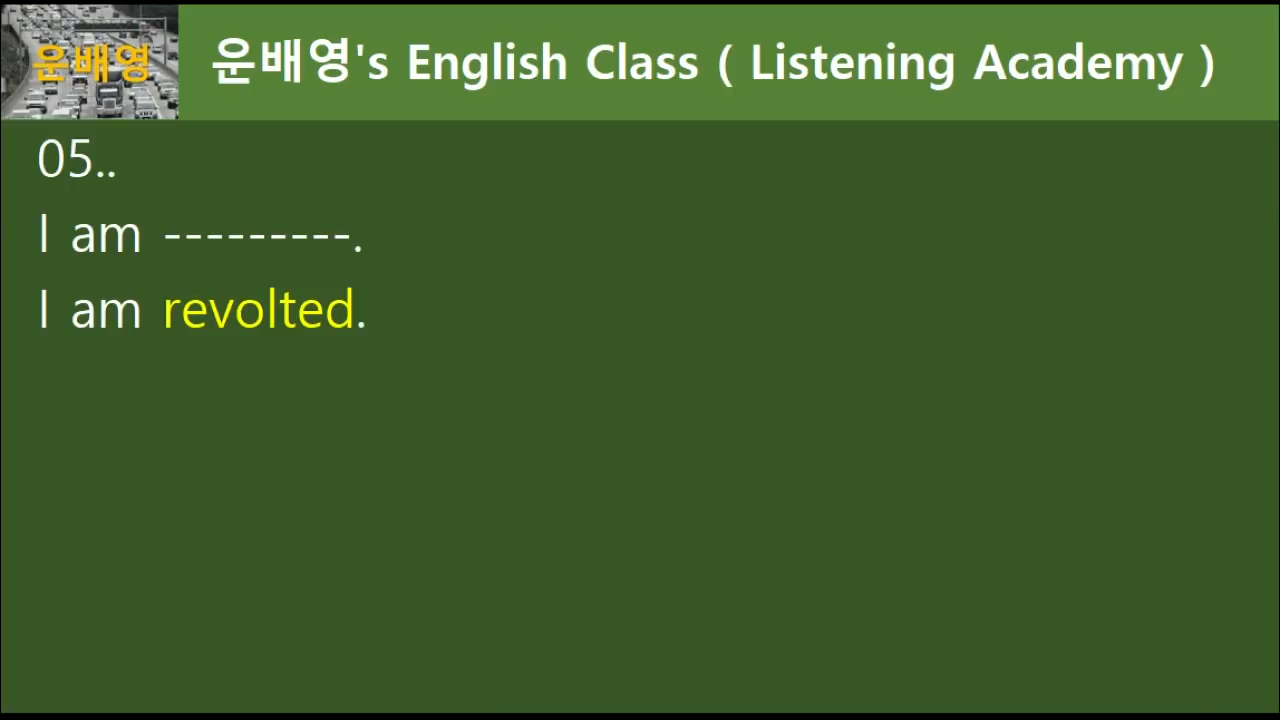 운배영
운배영's English Class ( Listening Academy )
05..
I am ---------.
I am revolted.